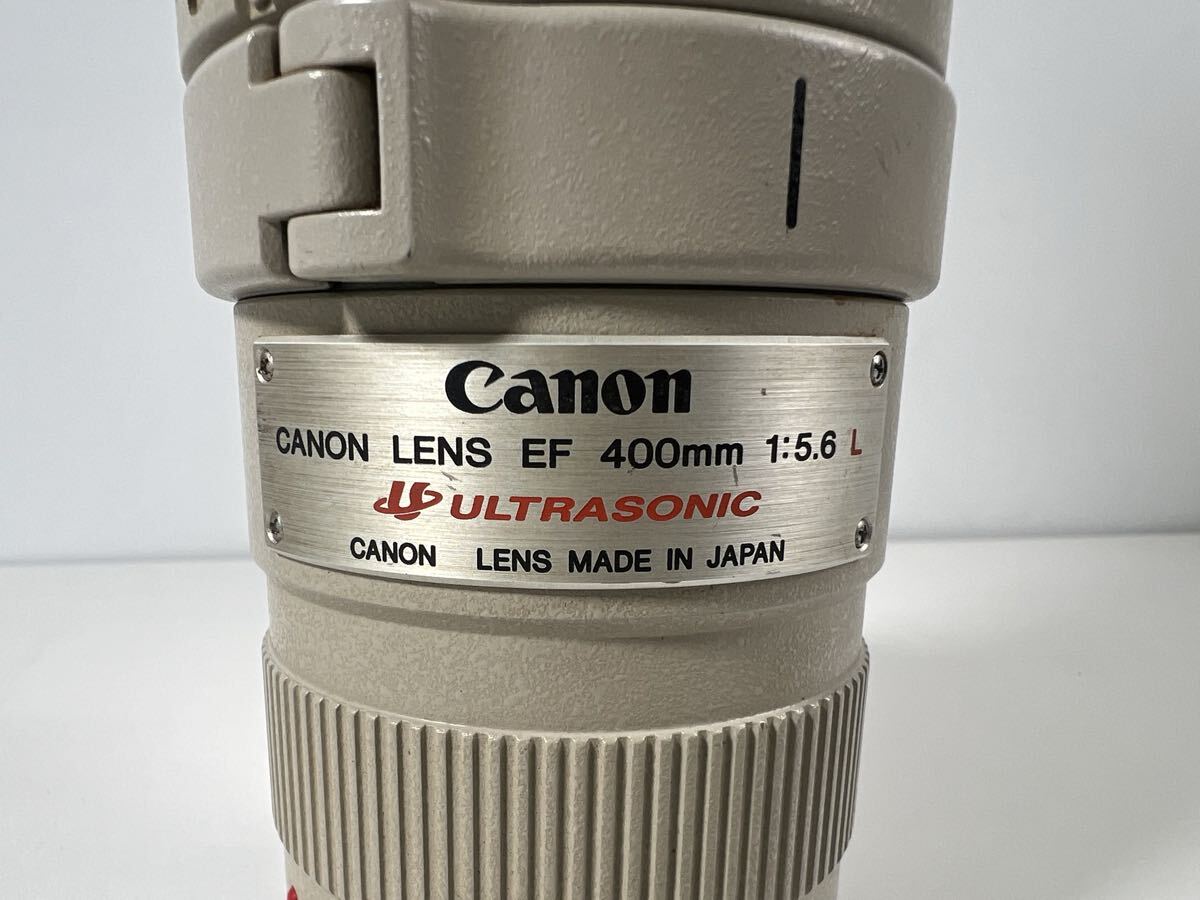 Canon
CANON LENS EF 400mm 1:5.6 L
ULTRASONIC
CANON LENS MADE IN JAPAN